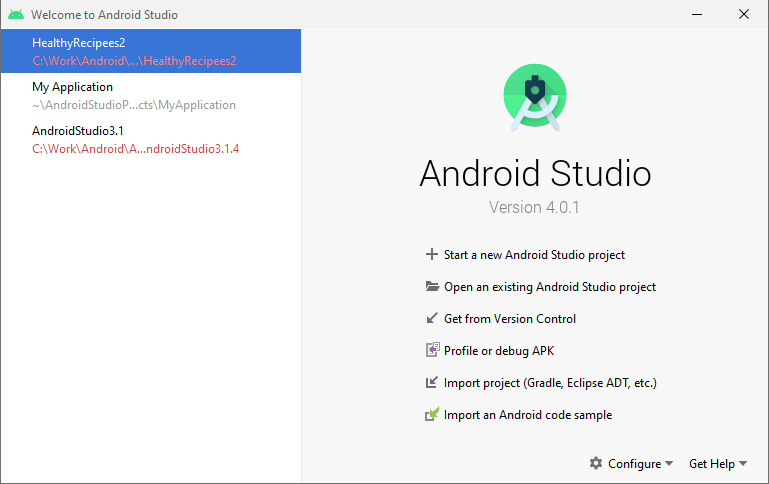 Welcome to Android Studio
HealthyRecipees2
C:\Work\Android\...\HealthyRecipees2
My Application
~\AndroidStudioP...cts\MyApplication
AndroidStudio3.1
C:\Work\Android\A...ndroidStudio3.1.4
Android Studio
Version 4.0.1
Start a new Android Studio project
Open an existing Android Studio project
Get from Version Control
Profile or debug APK
Import project (Gradle, Eclipse ADT, etc.)
Import an Android code sample
Configure
Get Help